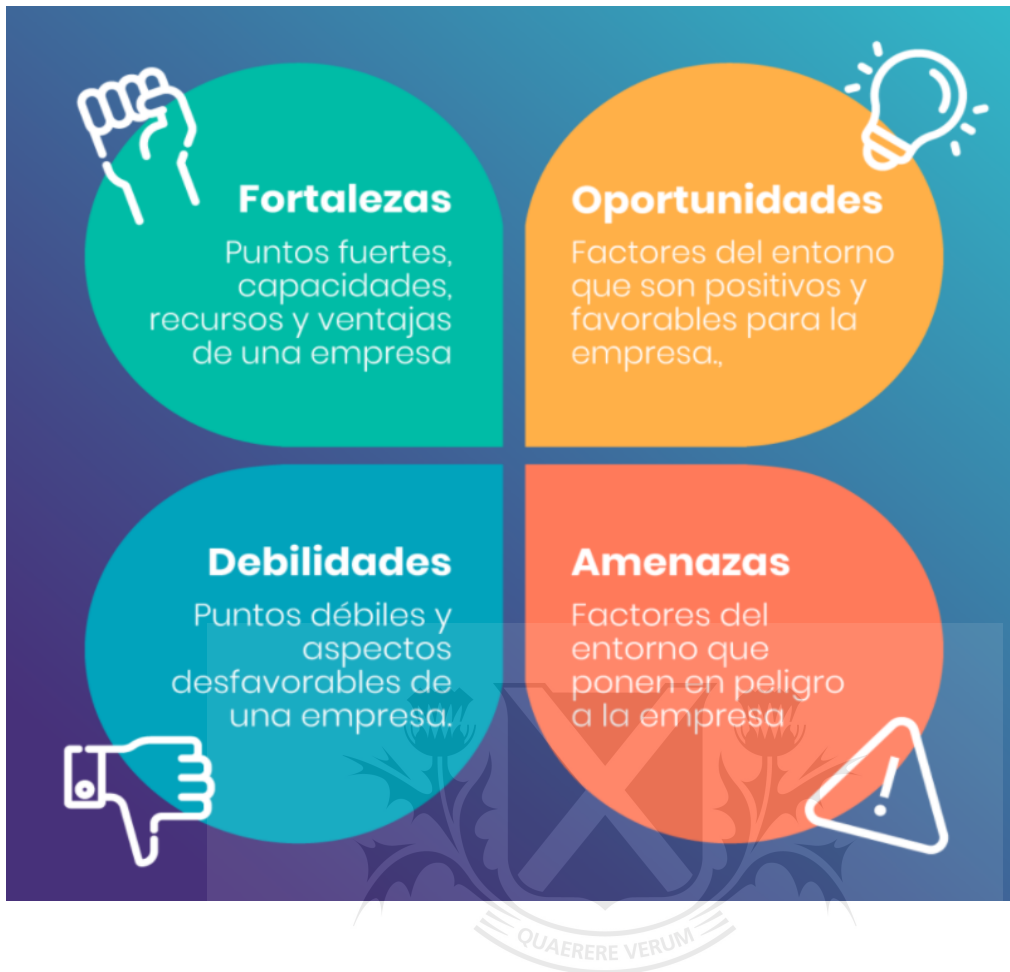 Fortalezas
Puntos fuertes,
capacidades,
recursos y ventajas
de una empresa
Oportunidades
Factores del entorno
que son positivos y
favorables para la
empresa.,
Debilidades
Puntos débiles y
aspectos
desfavorables de
una empresa.
Amenazas
Factores del
entorno que
ponen en peligro
a la empresa
QUAERERE VERUM